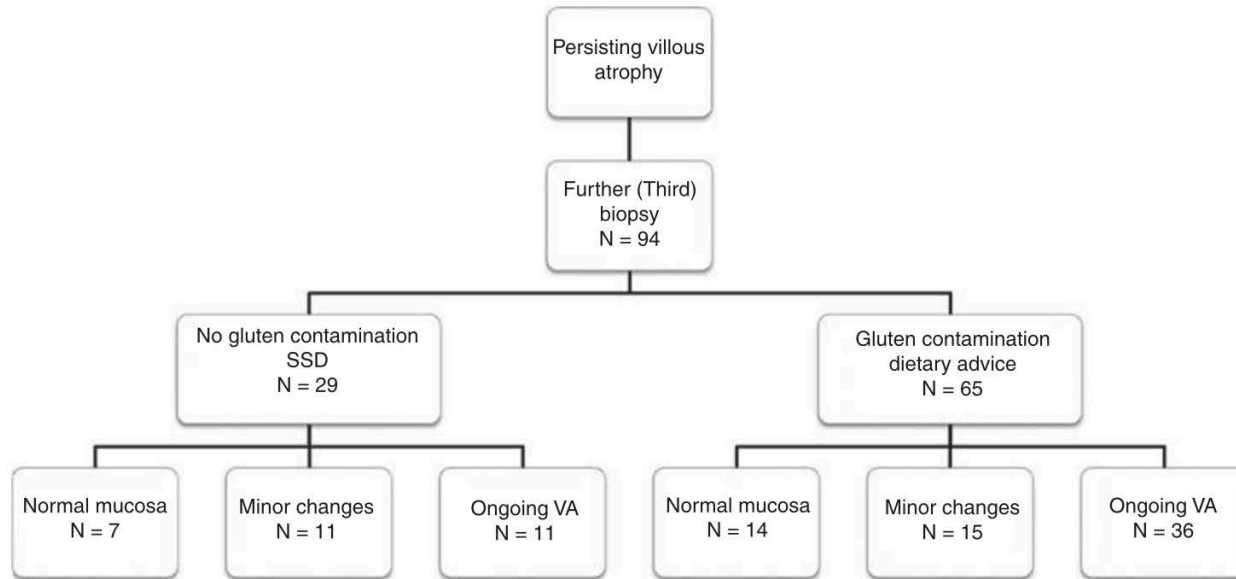 Persisting villous
atrophy
Further (Third)
biopsy
N = 94
No gluten contamination
SSD
N = 29
Gluten contamination
dietary advice
N = 65
Normal mucosa
N = 7
Minor changes
N = 11
Ongoing VA
N = 11
Normal mucosa
N = 14
Minor changes
N = 15
Ongoing VA
N = 36